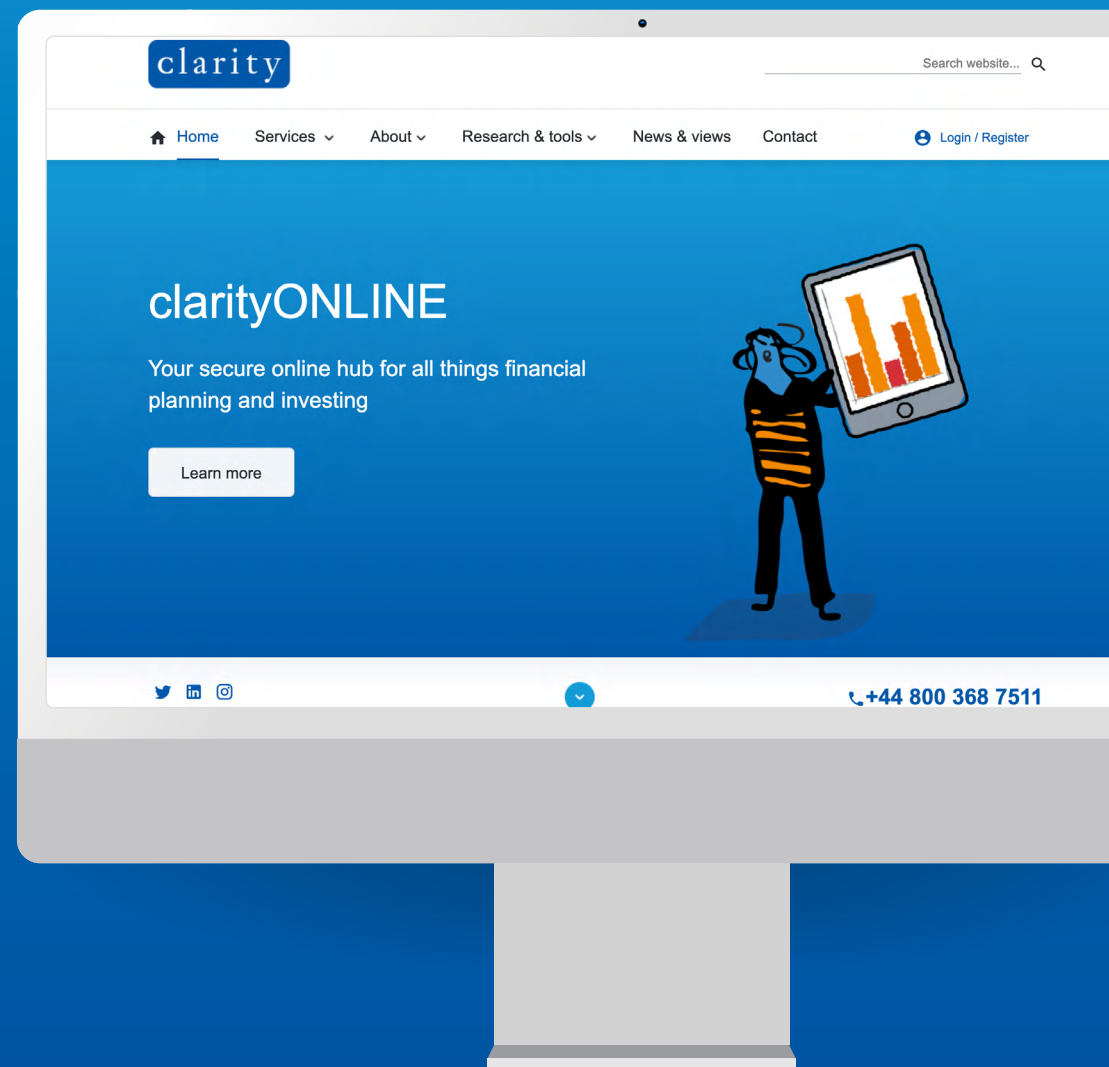 clarity
Search website...
Home Services About Research & tools News & views Contact Login / Register
clarityONLINE
Your secure online hub for all things financial
planning and investing
Learn more
+44 800 368 7511